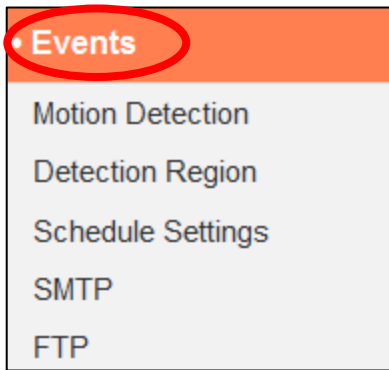 • Events
Motion Detection
Detection Region
Schedule Settings
SMTP
FTP